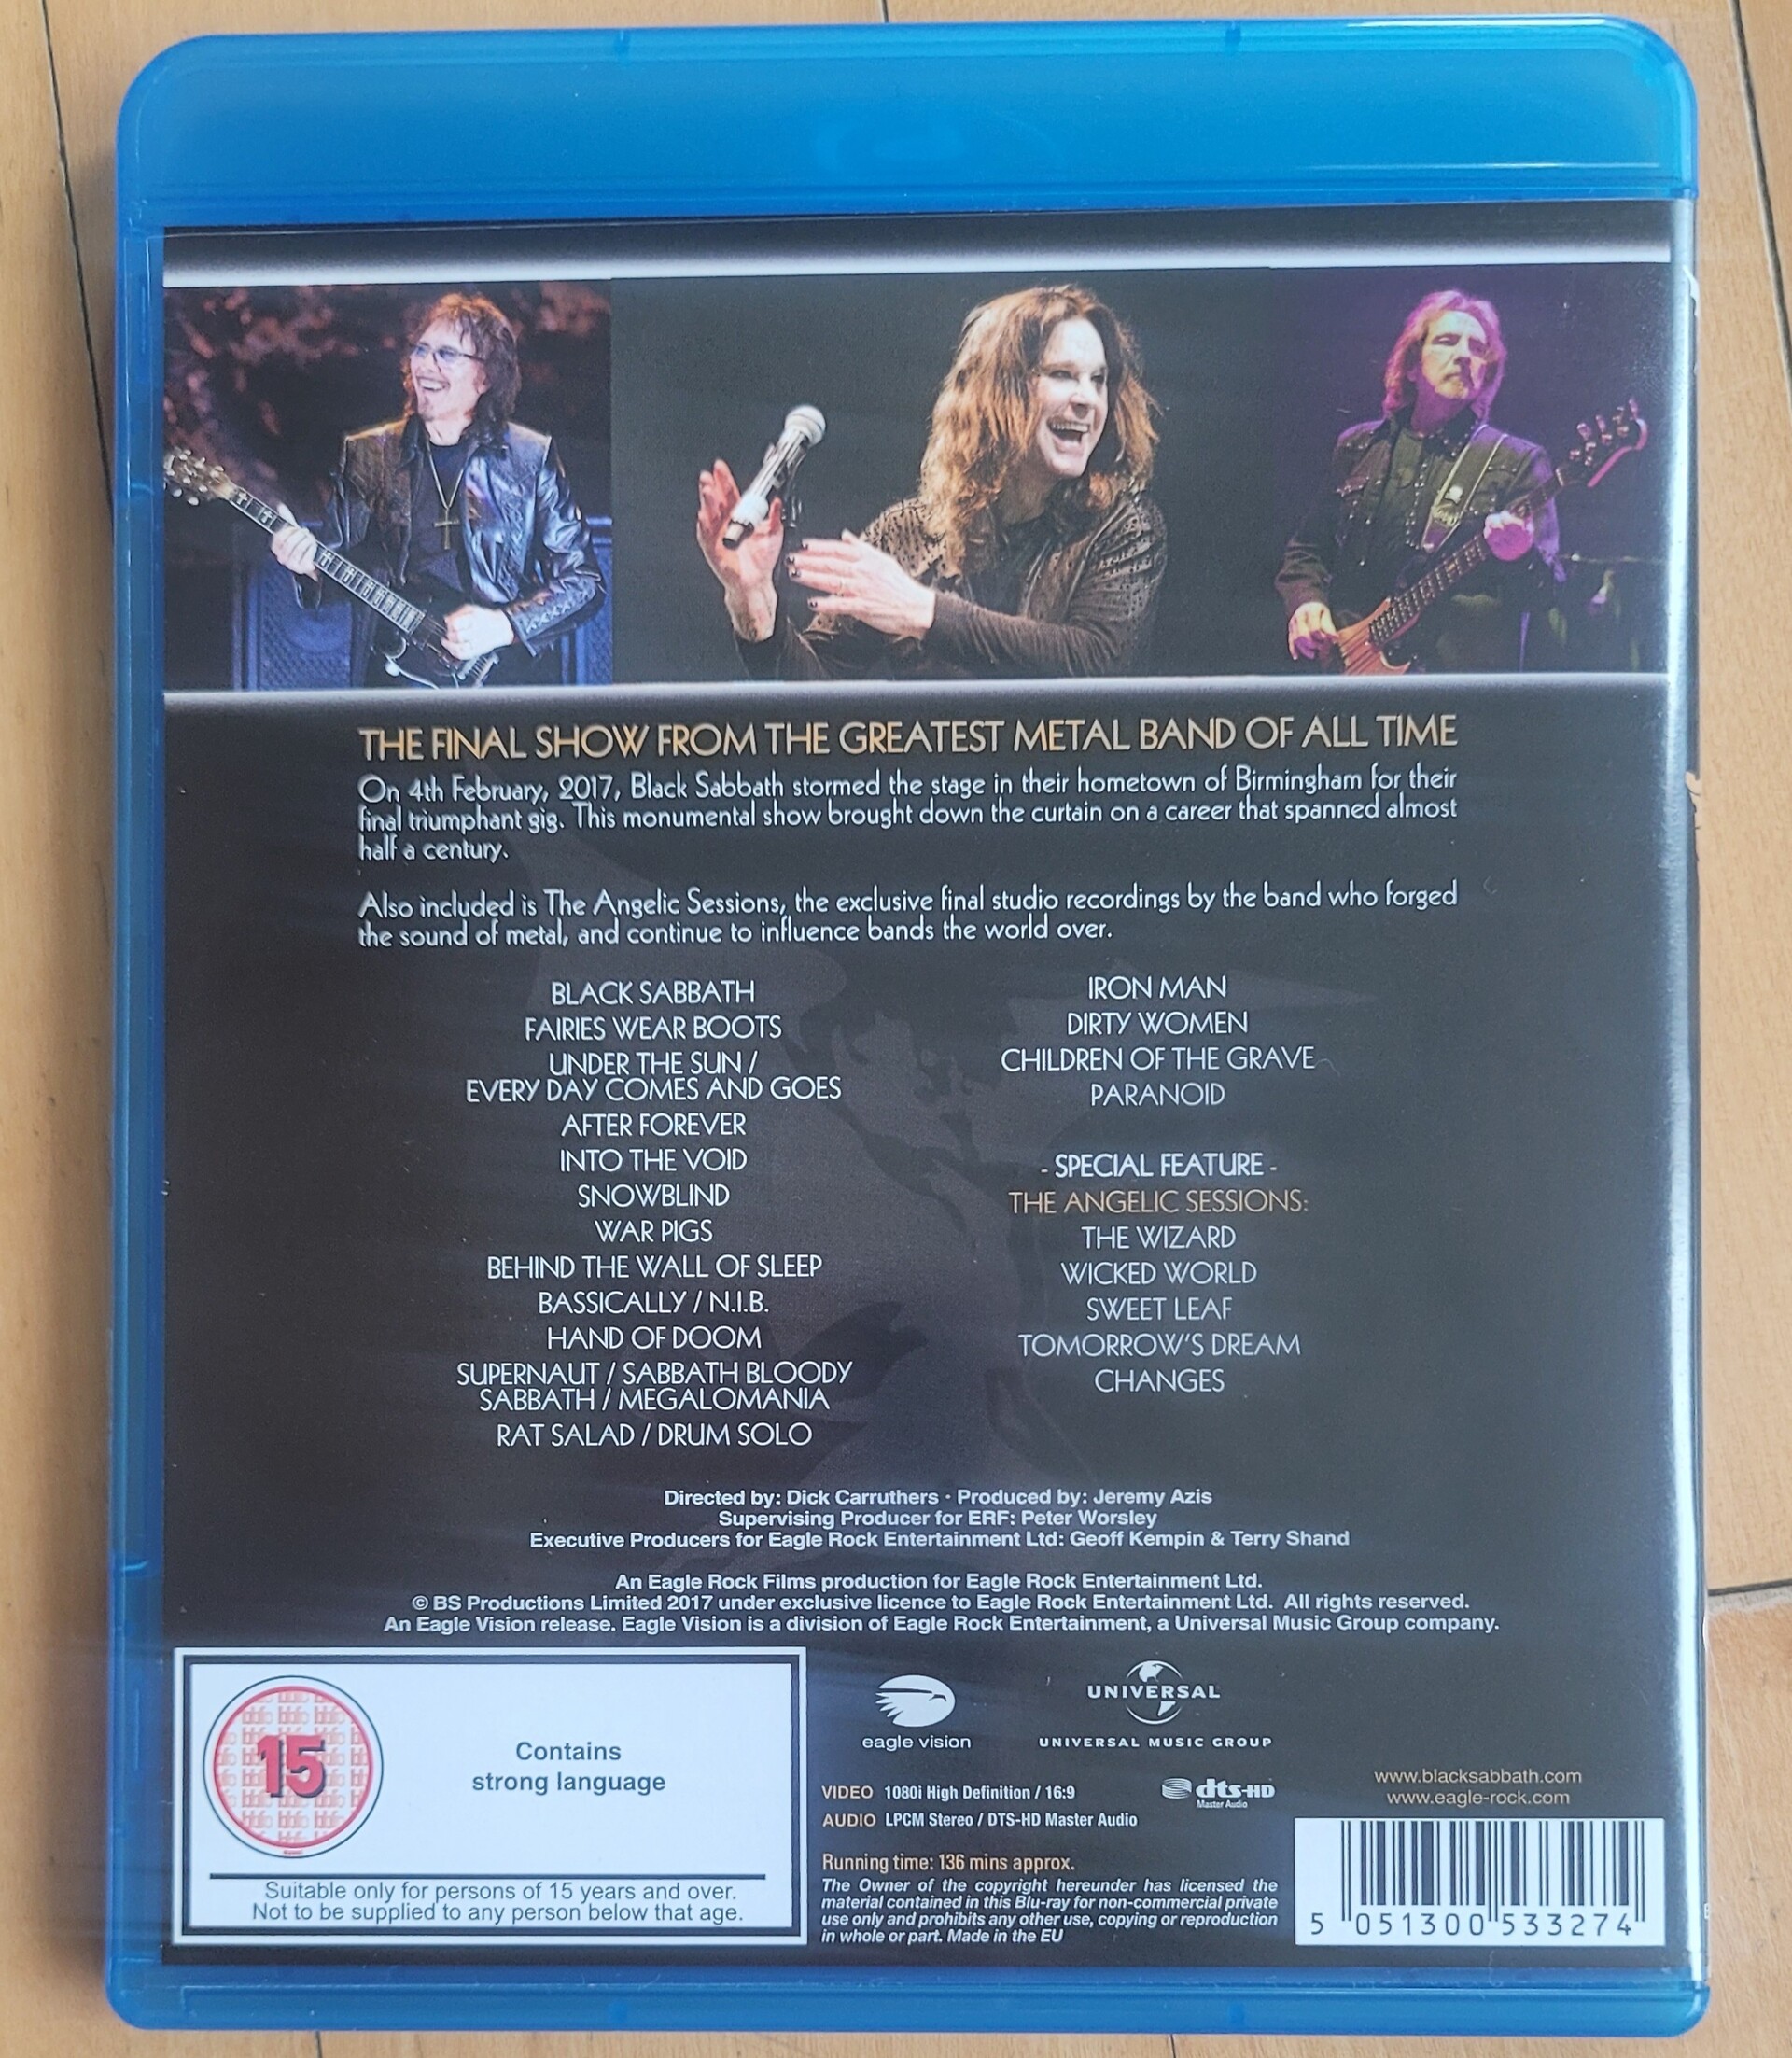 THE FINAL SHOW FROM THE GREATEST METAL BAND OF ALL TIME
On 4th February, 2017, Black Sabbath stormed the stage in their hometown of Birmingham for their
final triumphant gig. This monumental show brought down the curtain on a career that spanned almost
half a century.
Also included is The Angelic Sessions, the exclusive final studio recordings by the band who forged
the sound of metal, and continue to influence bands the world over.
BLACK SABBATH
FAIRIES WEAR BOOTS
UNDER THE SUN /
EVERY DAY COMES AND GOES
AFTER FOREVER
INTO THE VOID
SNOWBLIND
WAR PIGS
BEHIND THE WALL OF SLEEP
BASSICALLY / N.I.B.
HAND OF DOOM
SUPERNAUT / SABBATH BLOODY
SABBATH / MEGALOMANIA
RAT SALAD / DRUM SOLO
IRON MAN
DIRTY WOMEN
CHILDREN OF THE GRAVE
PARANOID
- SPECIAL FEATURE -
THE ANGELIC SESSIONS:
THE WIZARD
WICKED WORLD
SWEET LEAF
TOMORROW'S DREAM
CHANGES
Directed by: Dick Carruthers · Produced by: Jeremy Azis
Supervising Producer for ERF: Peter Worsley
Executive Producers for Eagle Rock Entertainment Ltd: Geoff Kempin & Terry Shand
An Eagle Rock Films production for Eagle Rock Entertainment Ltd.
© BS Productions Limited 2017 under exclusive licence to Eagle Rock Entertainment Ltd. All rights reserved.
An Eagle Vision release. Eagle Vision is a division of Eagle Rock Entertainment, a Universal Music Group company.
15
Contains
strong language
Suitable only for persons of 15 years and over.
Not to be supplied to any person below that age.
eagle vision
UNIVERSAL
UNIVERSAL MUSIC GROUP
VIDEO 1080i High Definition / 16:9
AUDIO LPCM Stereo / DTS-HD Master Audio
dts-HD
Master Audio
Running time: 136 mins approx.
The Owner of the copyright hereunder has licensed the
material contained in this Blu-ray for non-commercial private
use only and prohibits any other use, copying or reproduction
in whole or part. Made in the EU
www.blacksabbath.com
www.eagle-rock.com
5 051300 533274